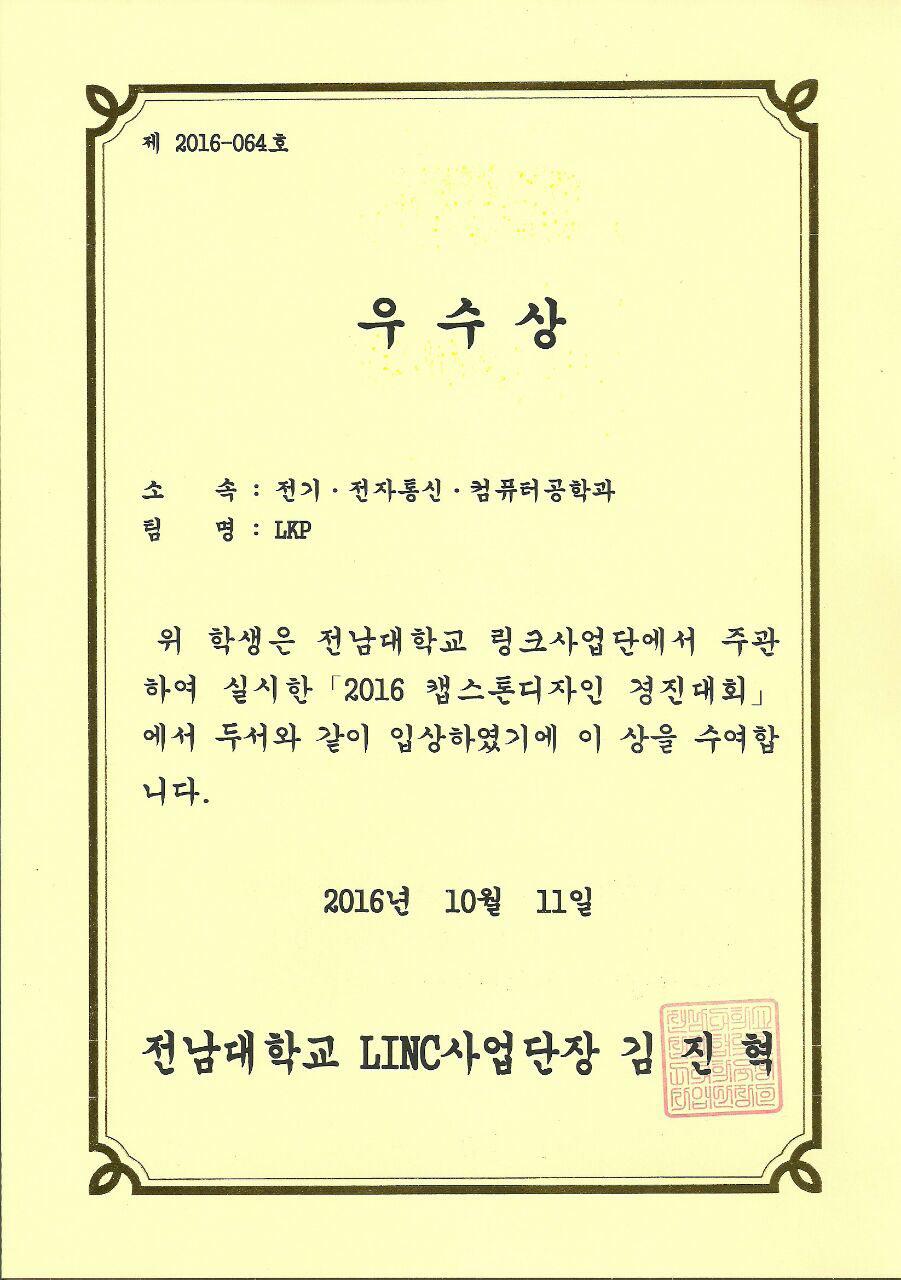 제 2016-064호
우 수 상
소 속 : 전기·전자통신·컴퓨터공학과
팀 명 : LKP
위 학생은 전남대학교 링크사업단에서 주관
하여 실시한 「2016 캡스톤디자인 경진대회」
에서 두서와 같이 입상하였기에 이 상을 수여합
니다.
2016년 10월 11일
전남대학교 LINC사업단장 김 진 혁